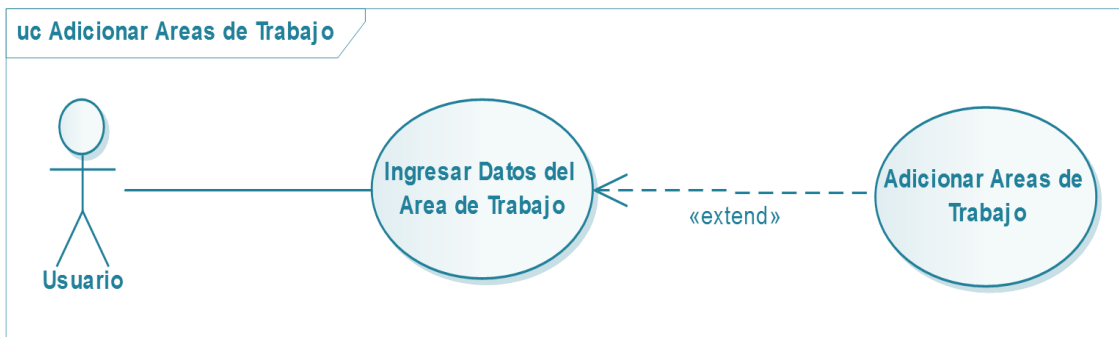 uc Adicionar Areas de Trabajo
Ingresar Datos del
Area de Trabajo
Adicionar Areas de
Trabajo
«extend»
Usuario